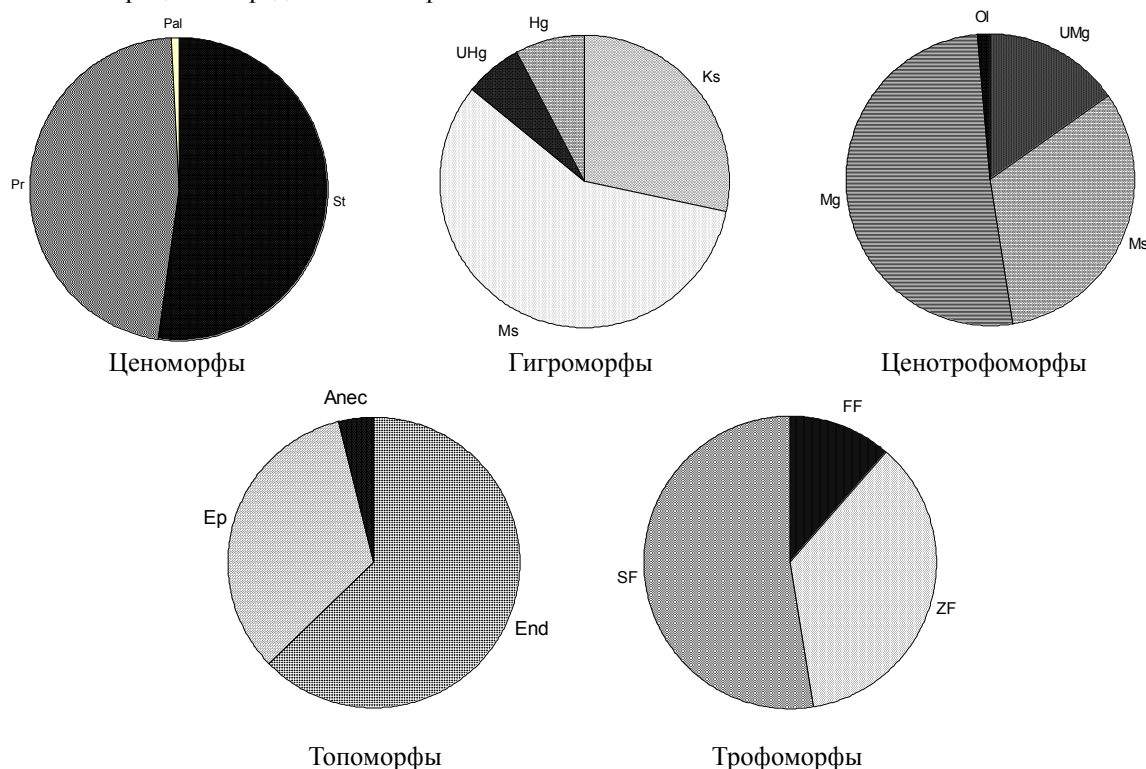 Pal
Pr
St
Ценоморфы
Hg
UHg
Ks
Ms
Гигроморфы
Ol
UMg
Mg
Ms
Ценотрофоморфы
Anec
Ep
End
Топоморфы
FF
SF
ZF
Трофоморфы